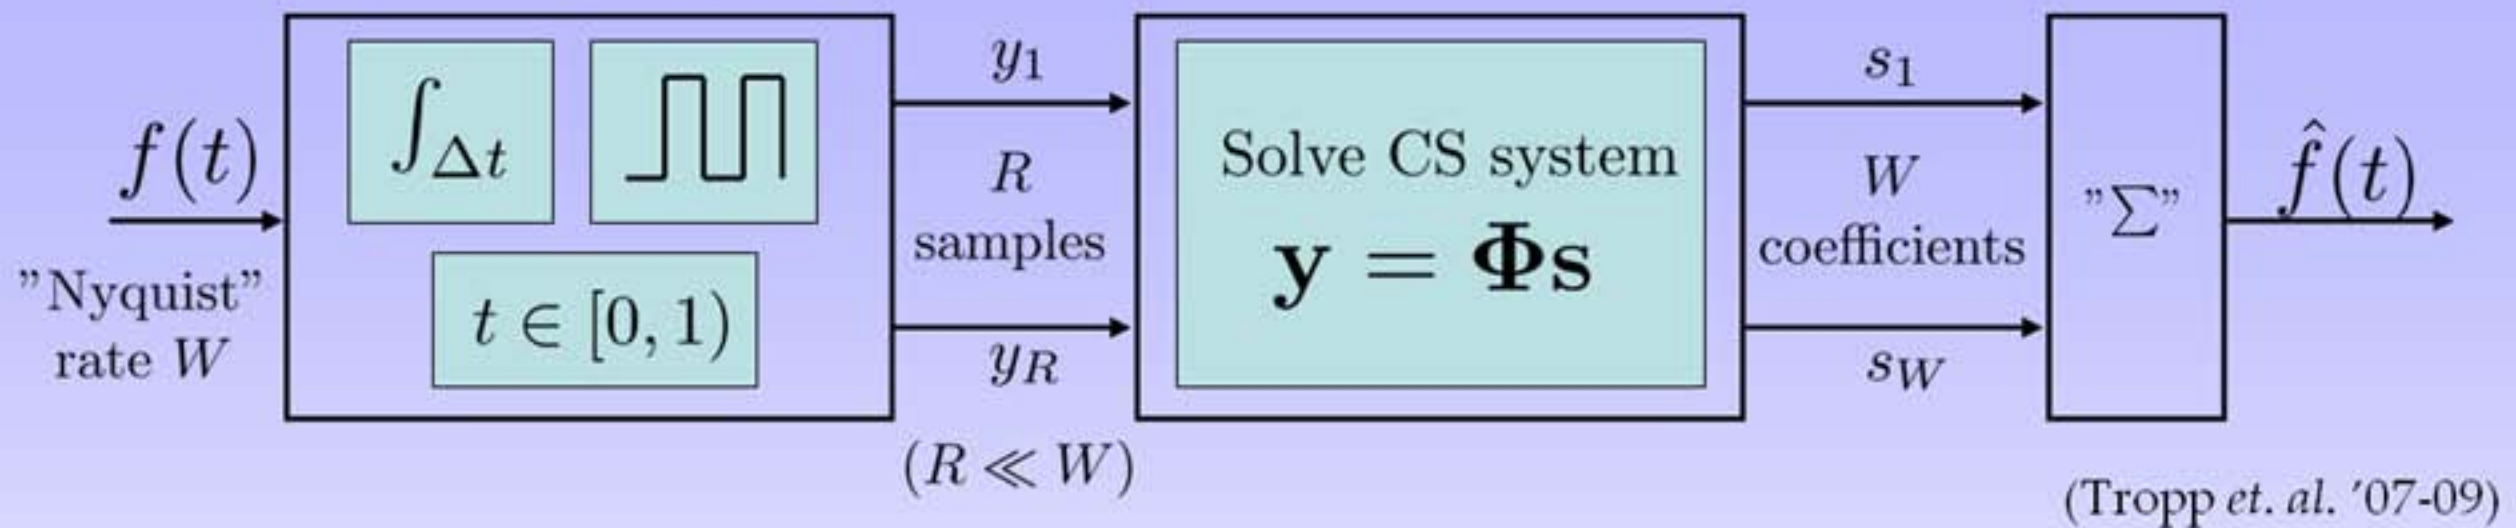 f(t)
"Nyquist"
rate W
∫Δt
t ∈ [0, 1)
y1
R
samples
yR
(R ≪ W)
Solve CS system
y = Φs
s1
W
coefficients
sW
"Σ"
f̂(t)
(Tropp et. al. '07-09)